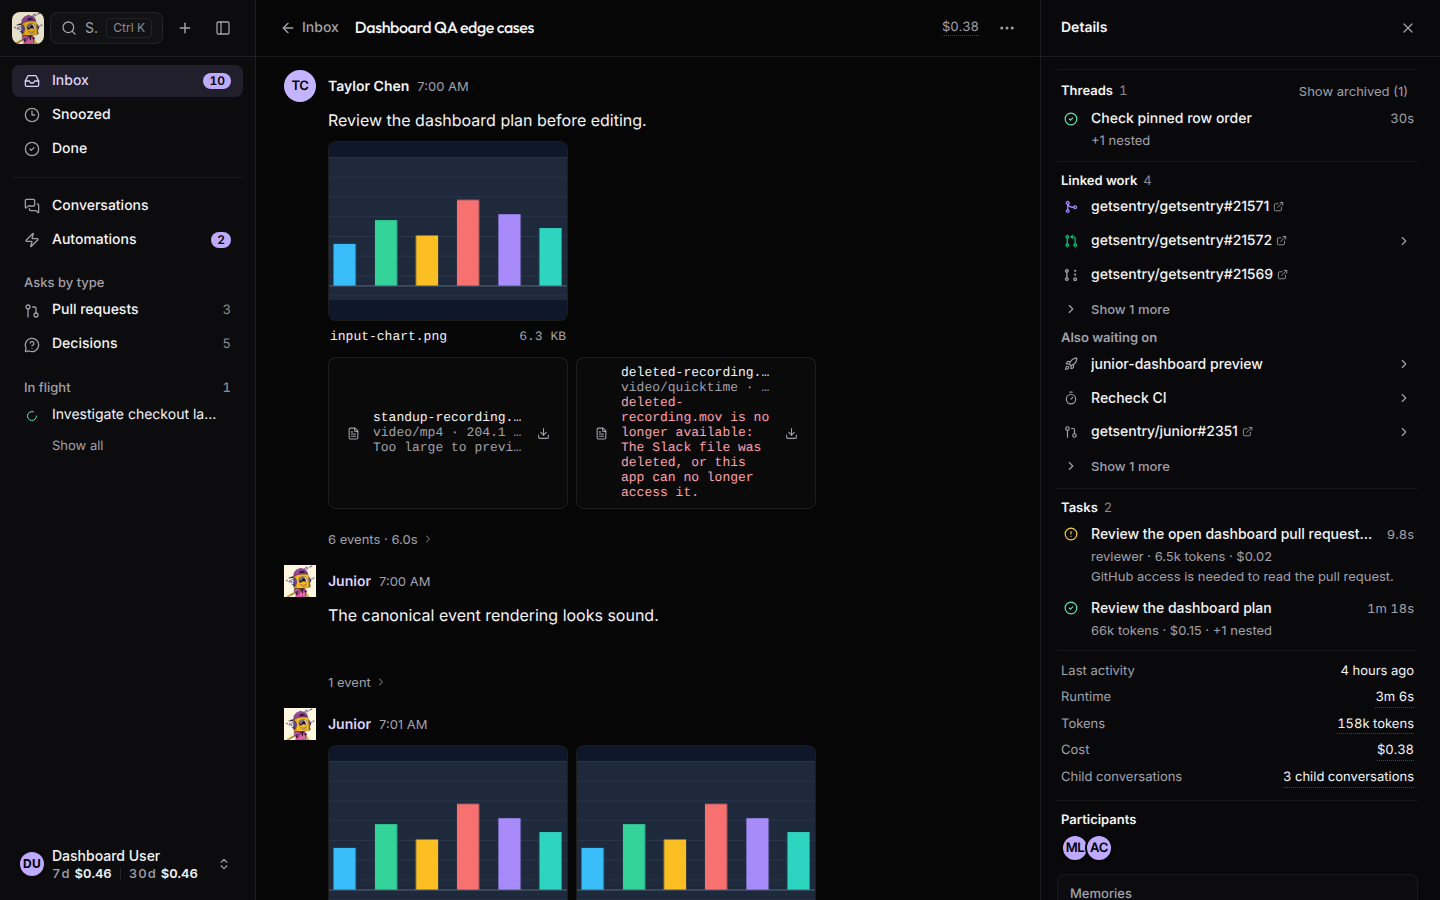 S.
Ctrl K
Inbox
10
Snoozed
Done
Conversations
Automations
2
Asks by type
Pull requests
3
Decisions
5
In flight
1
Investigate checkout la...
Show all
DU
Dashboard User
7d $0.46
30d $0.46
Inbox
Dashboard QA edge cases
$0.38
TC
Taylor Chen
7:00 AM
Review the dashboard plan before editing.
input-chart.png
6.3 KB
standup-recording.…
video/mp4 · 204.1 …
Too large to previ…
deleted-recording.…
video/quicktime · …
deleted-
recording.mov is no
longer available:
The Slack file was
deleted, or this
app can no longer
access it.
6 events · 6.0s
Junior
7:00 AM
The canonical event rendering looks sound.
1 event
Junior
7:01 AM
Details
Threads 1
Show archived (1)
Check pinned row order
30s
+1 nested
Linked work 4
getsentry/getsentry#21571
getsentry/getsentry#21572
getsentry/getsentry#21569
Show 1 more
Also waiting on
junior-dashboard preview
Recheck CI
getsentry/junior#2351
Show 1 more
Tasks 2
Review the open dashboard pull request...
9.8s
reviewer · 6.5k tokens · $0.02
GitHub access is needed to read the pull request.
Review the dashboard plan
1m 18s
66k tokens · $0.15 · +1 nested
Last activity
4 hours ago
Runtime
3m 6s
Tokens
158k tokens
Cost
$0.38
Child conversations
3 child conversations
Participants
ML
AC
Memories